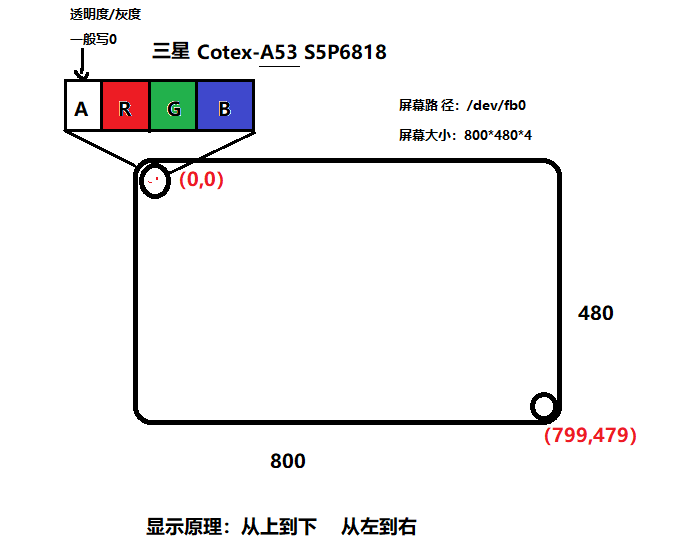 透明度/灰度
一般写0
三星 Cotex-A53 S5P6818
A R G B
屏幕路 径：/dev/fb0
屏幕大小：800*480*4
（0,0）
480
（799,479）
800
显示原理：从上到下 从左到右